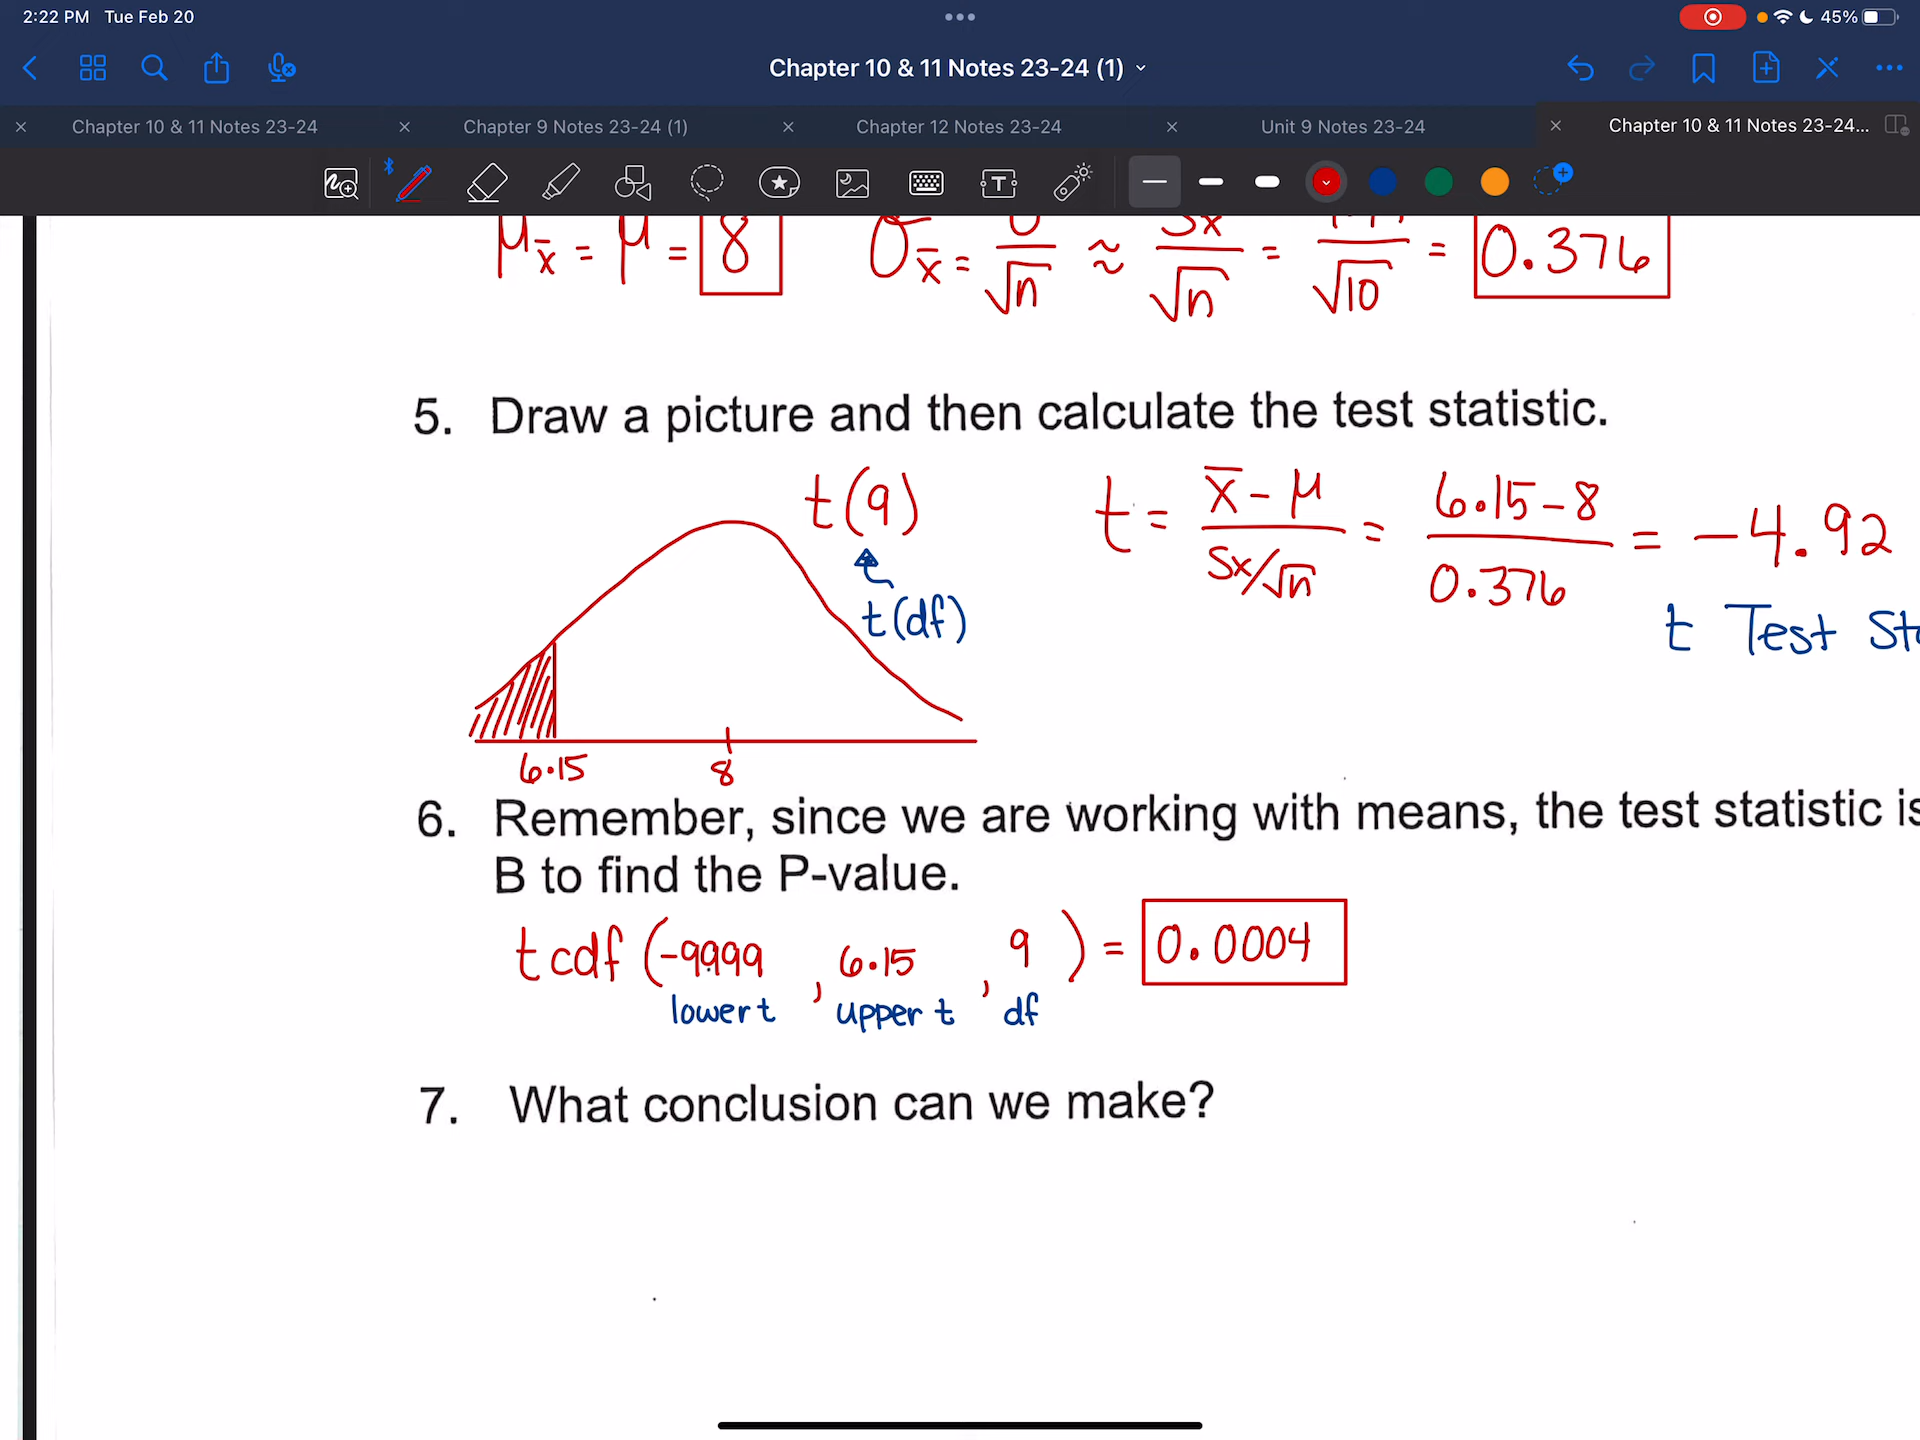 2:22 PM Tue Feb 20
45%
Chapter 10 & 11 Notes 23-24 (1)
Chapter 10 & 11 Notes 23-24
Chapter 9 Notes 23-24 (1)
Chapter 12 Notes 23-24
Unit 9 Notes 23-24
Chapter 10 & 11 Notes 23-24...
μx̄ = μ = 8 σx̄ = σ/√n ≈ Sx/√n = /√10 = 0.376
5. Draw a picture and then calculate the test statistic.
t(9)
t(df)
t = x̄ - μ / Sx/√n = 6.15 - 8 / 0.376 = -4.92
t Test
6.15 8
6. Remember, since we are working with means, the test statistic is
B to find the P-value.
tcdf (-9999, 6.15, 9) = 0.0004
lower t upper t df
7. What conclusion can we make?